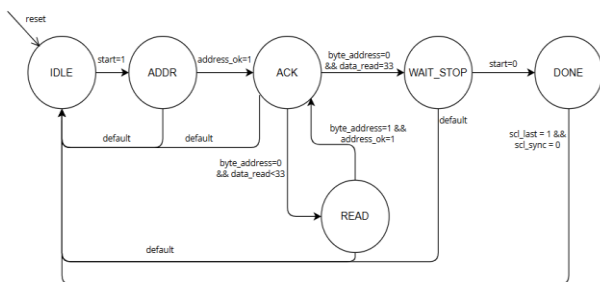 reset
IDLE
start=1
ADDR
address_ok=1
ACK
byte_address=0
&& data_read=33
WAIT_STOP
start=0
DONE
default
default
byte_address=1 &&
address_ok=1
default
scl_last = 1 &&
scl_sync = 0
byte_address=0
&& data_read<33
READ
default